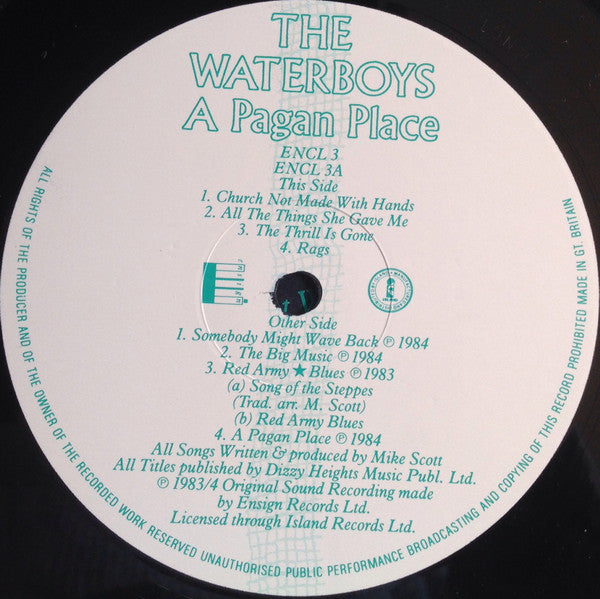 THE
WATERBOYS
A Pagan Place
ENCL 3
ENCL 3A
This Side
1. Church Not Made With Hands
2. All The Things She Gave Me
3. The Thrill Is Gone
4. Rags
Other Side
1. Somebody Might Wave Back ℗ 1984
2. The Big Music ℗ 1984
3. Red Army ★ Blues ℗ 1983
(a) Song of the Steppes
(Trad. arr. M. Scott)
(b) Red Army Blues
4. A Pagan Place ℗ 1984
All Songs Written & produced by Mike Scott
All Titles published by Dizzy Heights Music Publ. Ltd.
℗ 1983/4 Original Sound Recording made
by Ensign Records Ltd.
Licensed through Island Records Ltd.
ALL RIGHTS OF THE PRODUCER AND OF THE OWNER OF THE RECORDED WORK RESERVED UNAUTHORISED PUBLIC PERFORMANCE BROADCASTING AND COPYING OF THIS RECORD PROHIBITED MADE IN GT. BRITAIN